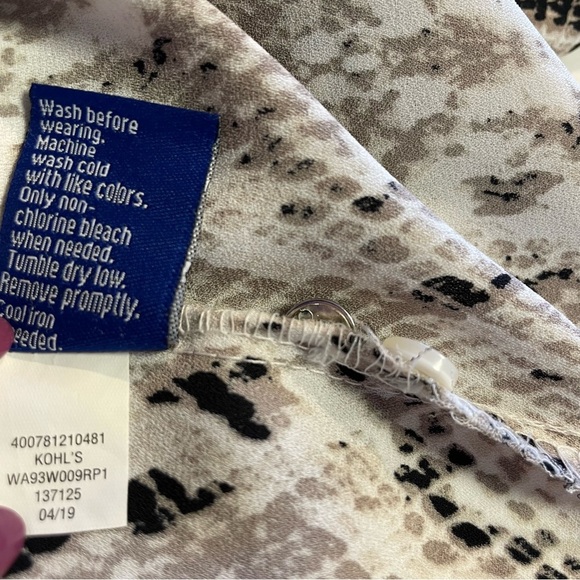 Wash before
wearing.
Machine
wash cold
with like colors.
Only non-
chlorine bleach
when needed.
Tumble dry low.
Remove promptly.
Cool iron
eeded.
400781210481
KOHL'S
WA93W009RP1
137125
04/19